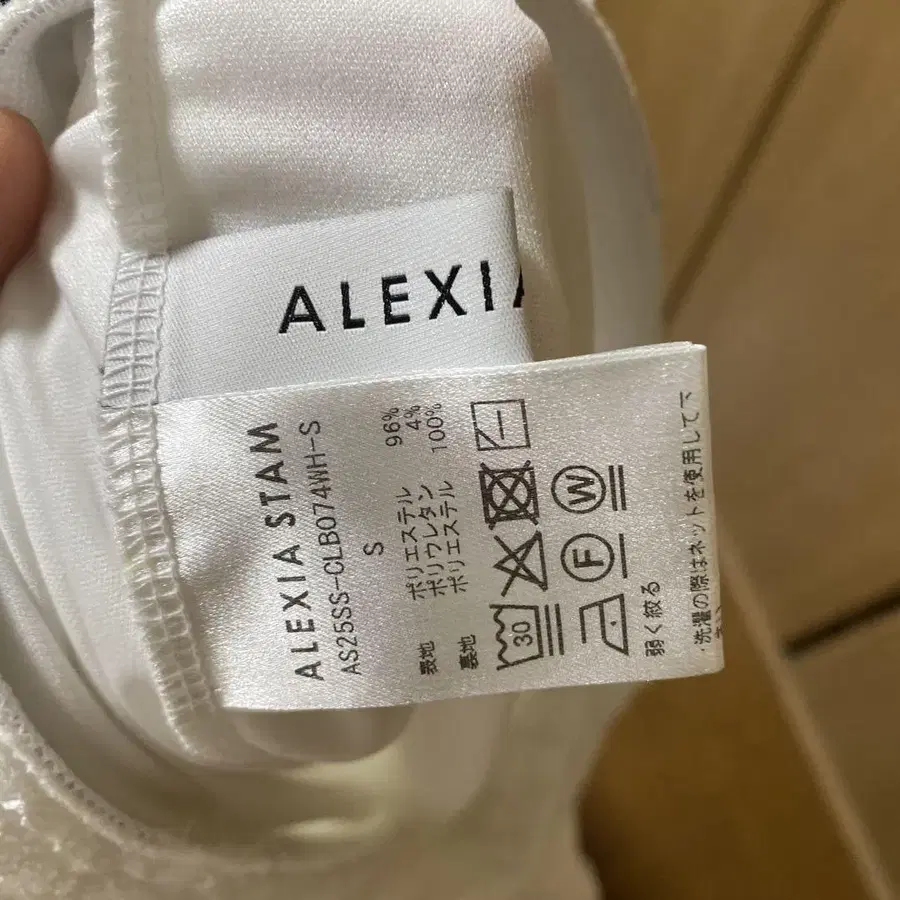 ALEXIA
ALEXIA STAM
AS25SS-CLB074WH-S
S
表地 ポリエステル 96%
ポリウレタン 4%
裏地 ポリエステル 100%
30
F
W
弱く絞る
・洗濯の際はネットを使用して下